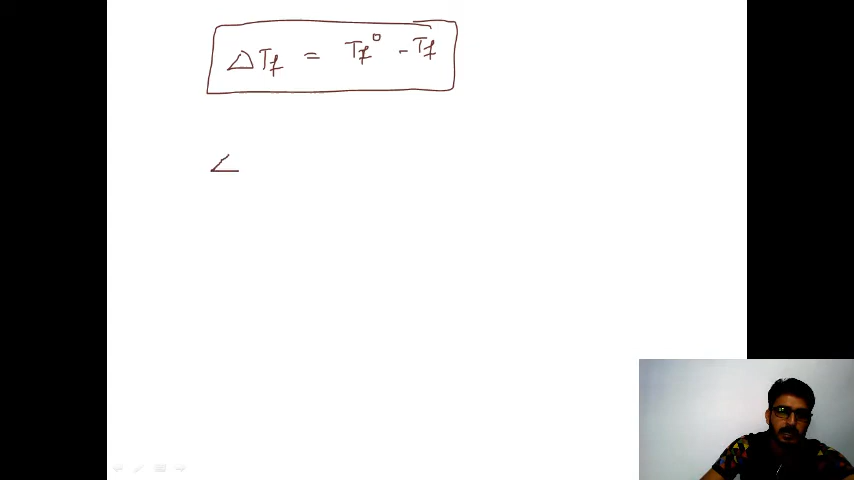 ΔTf = Tf° - Tf